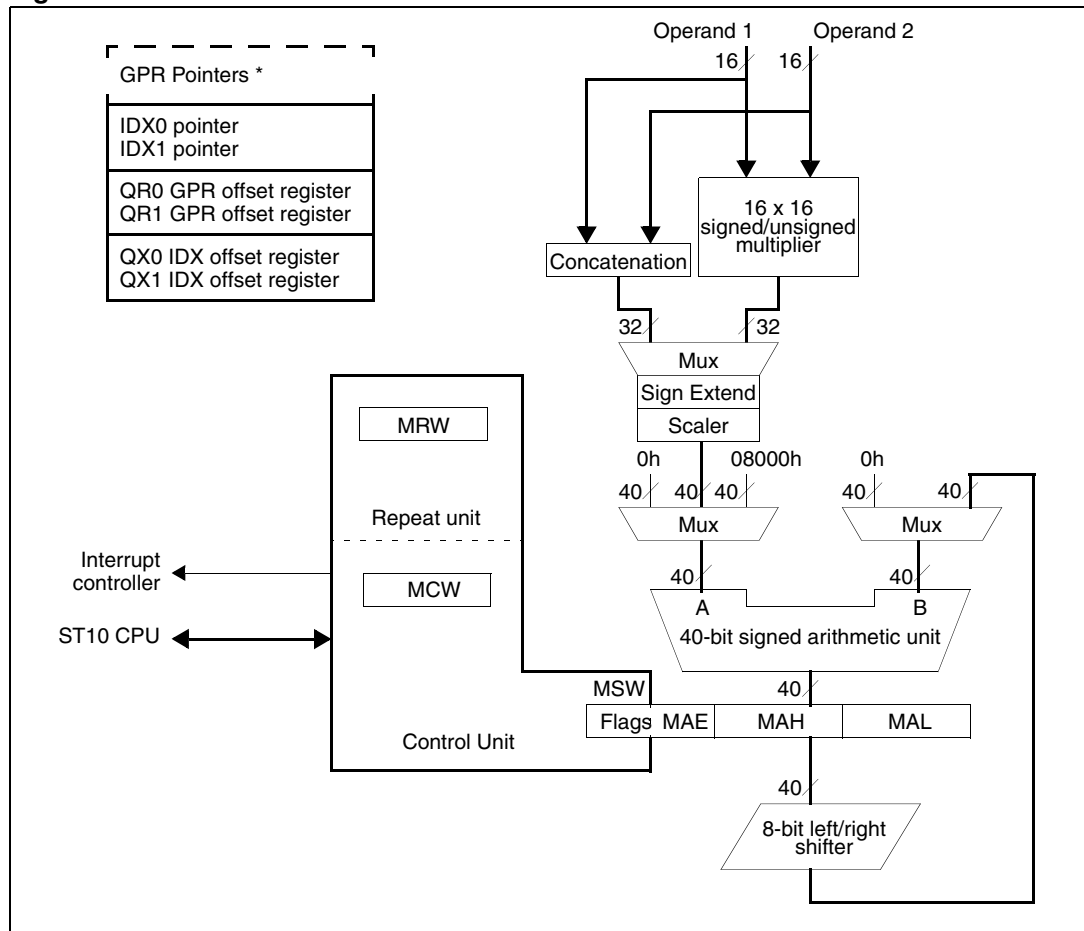 Operand 1 Operand 2
16 16
GPR Pointers *
IDX0 pointer
IDX1 pointer
QR0 GPR offset register
QR1 GPR offset register
QX0 IDX offset register
QX1 IDX offset register
16 x 16
signed/unsigned
multiplier
Concatenation
32 32
Mux
Sign Extend
Scaler
MRW
0h 08000h 0h
40 40 40 40 40
Repeat unit
Mux Mux
Interrupt
controller
MCW
40 40
A B
ST10 CPU
40-bit signed arithmetic unit
MSW 40
Flags MAE MAH MAL
Control Unit
40
8-bit left/right
shifter